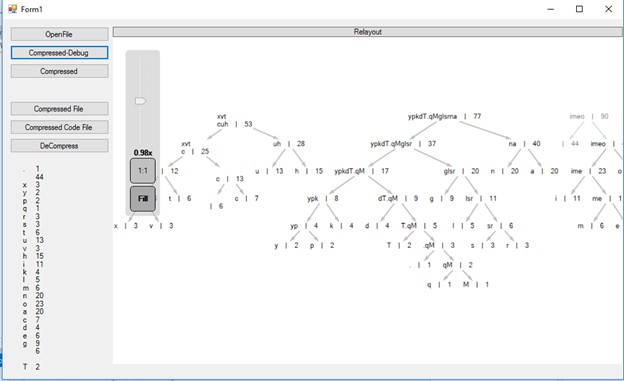 Form1
OpenFile
Compressed-Debug
Compressed
Compressed File
Compressed Code File
DeCompress
Relayout
0.98x
1:1
Fill
. 1
44
x 3
y 2
p 2
q 1
r 3
s 3
t 6
u 13
v 3
h 15
i 11
k 4
l 5
m 6
n 20
o 23
a 20
c 7
d 4
e 6
g 9
6
T 2
xvt
cuh | 53
ypkdT.qMglsrna | 77
imeo | 90
xvt
c | 25
uh | 28
ypkdT.qMglsr | 37
na | 40
| 44
imeo
| 12
c | 13
u | 13
h | 15
ypkdT.qM | 17
glsr | 20
n | 20
a | 20
ime | 23
o
t | 6
| 6
c | 7
ypk | 8
dT.qM | 9
g | 9
lsr | 11
i | 11
me | 1
x | 3
v | 3
yp | 4
k | 4
d | 4
T.qM | 5
l | 5
sr | 6
m | 6
e
y | 2
p | 2
T | 2
.qM | 3
s | 3
r | 3
. | 1
qM | 2
q | 1
M | 1